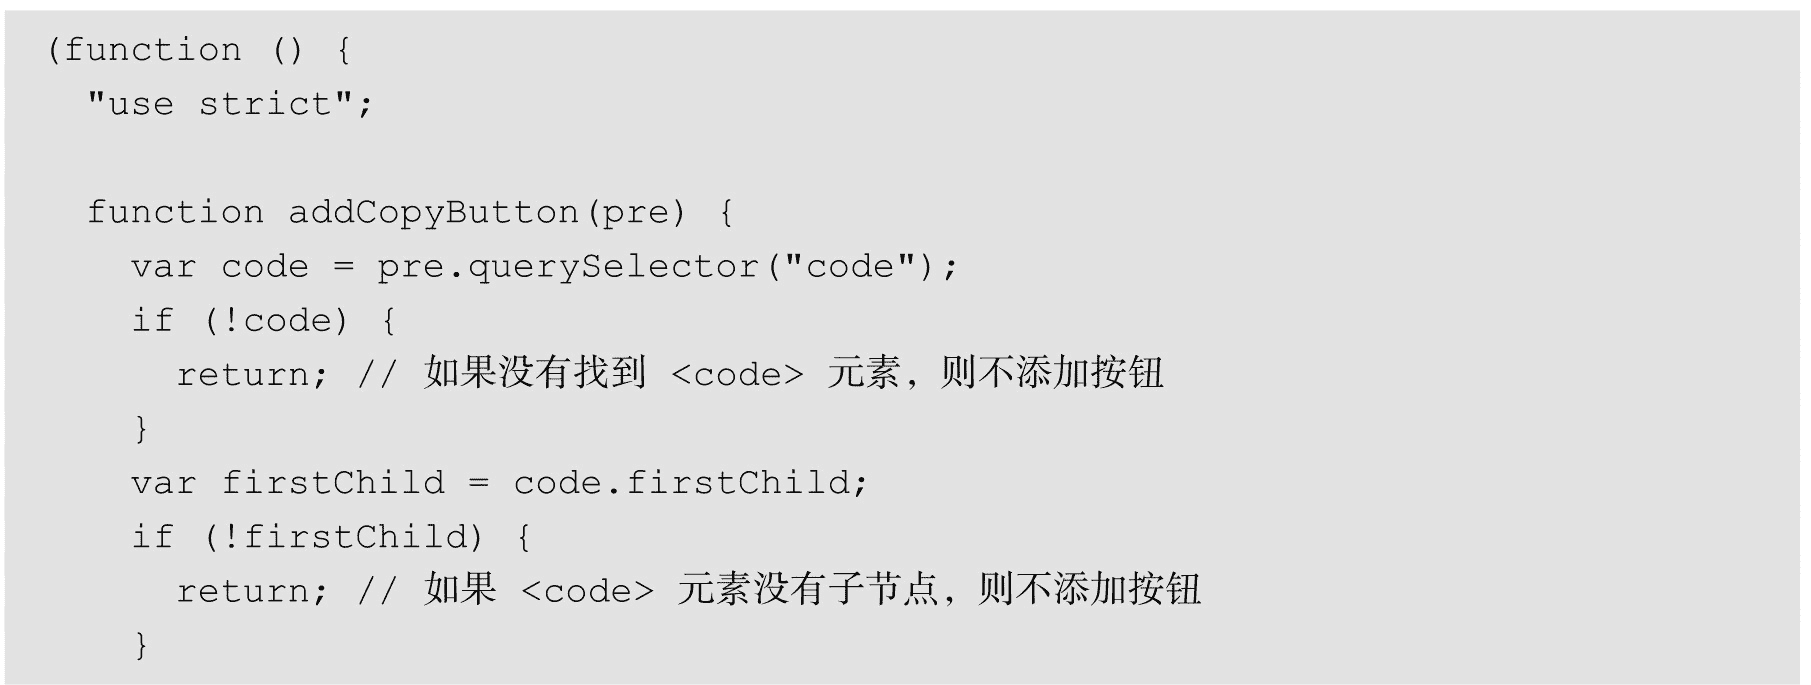 (function () {
  "use strict";

  function addCopyButton(pre) {
    var code = pre.querySelector("code");
    if (!code) {
      return; // 如果没有找到 <code> 元素，则不添加按钮
    }
    var firstChild = code.firstChild;
    if (!firstChild) {
      return; // 如果 <code> 元素没有子节点，则不添加按钮
    }